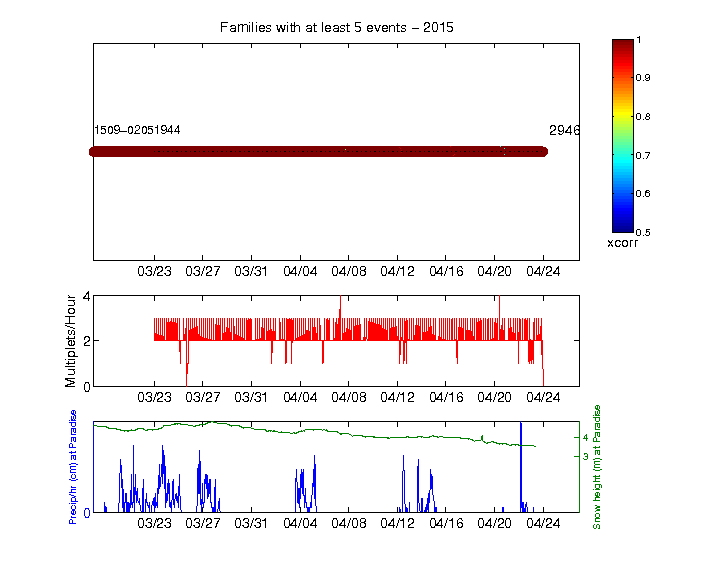 Families with at least 5 events − 2015
1509−02051944
2946
03/23 03/27 03/31 04/04 04/08 04/12 04/16 04/20 04/24
1
0.9
0.8
0.7
0.6
0.5
xcorr
Multiplets/Hour
4
2
0
03/23 03/27 03/31 04/04 04/08 04/12 04/16 04/20 04/24
Precip/hr (cm) at Paradise
0
4
3
Snow height (m) at Paradise
03/23 03/27 03/31 04/04 04/08 04/12 04/16 04/20 04/24